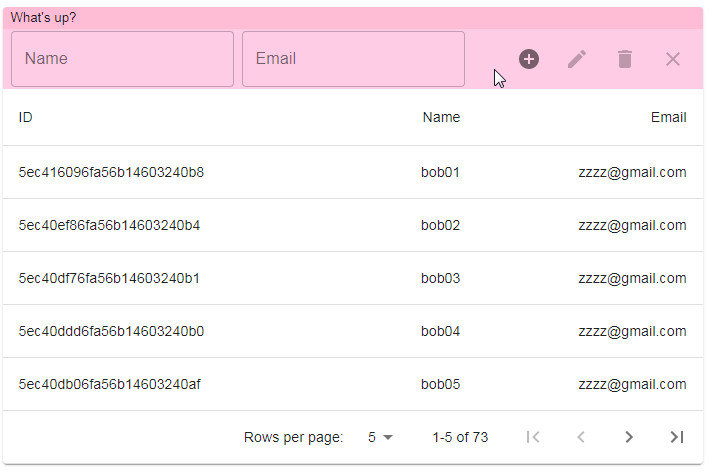 What's up?
Name Email
ID Name Email
5ec416096fa56b14603240b8 bob01 zzzz@gmail.com
5ec40ef86fa56b14603240b4 bob02 zzzz@gmail.com
5ec40df76fa56b14603240b1 bob03 zzzz@gmail.com
5ec40ddd6fa56b14603240b0 bob04 zzzz@gmail.com
5ec40db06fa56b14603240af bob05 zzzz@gmail.com
Rows per page: 5 1-5 of 73